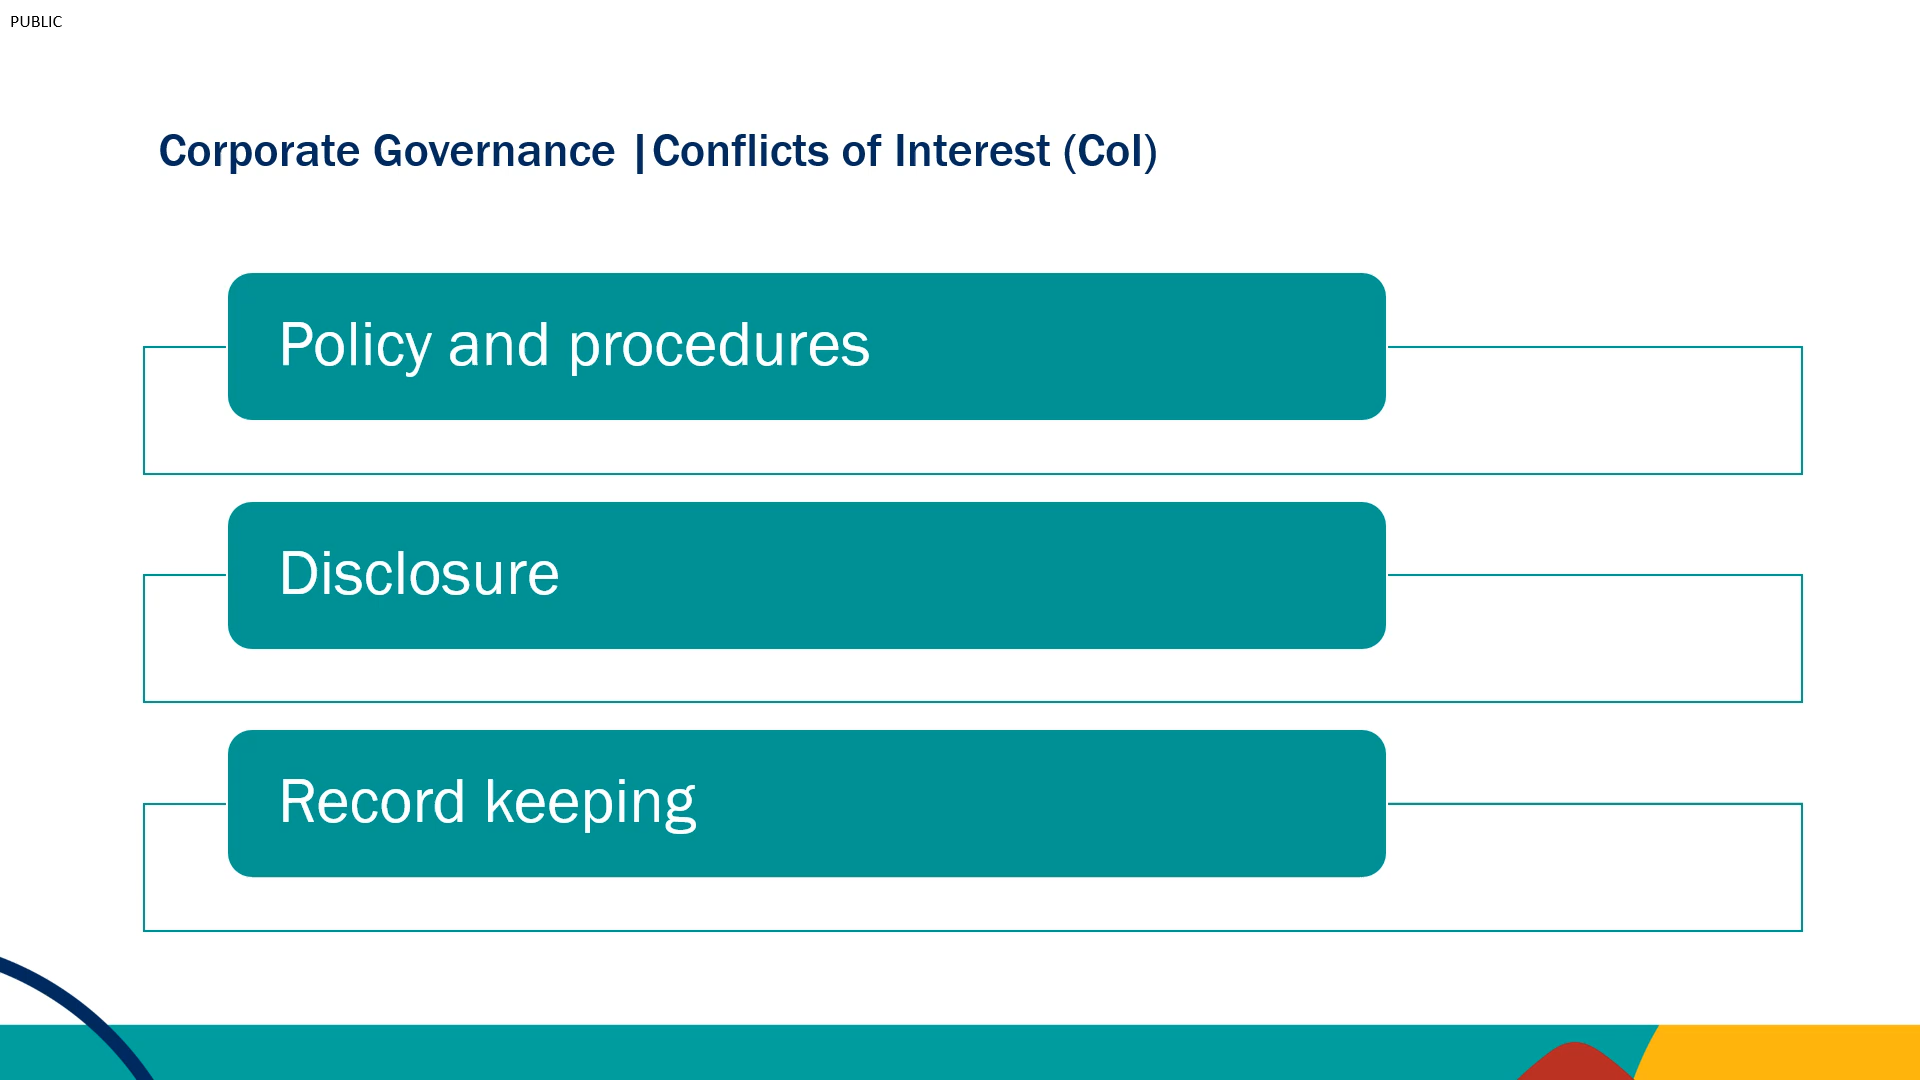 PUBLIC
Corporate Governance |Conflicts of Interest (CoI)
Policy and procedures
Disclosure
Record keeping